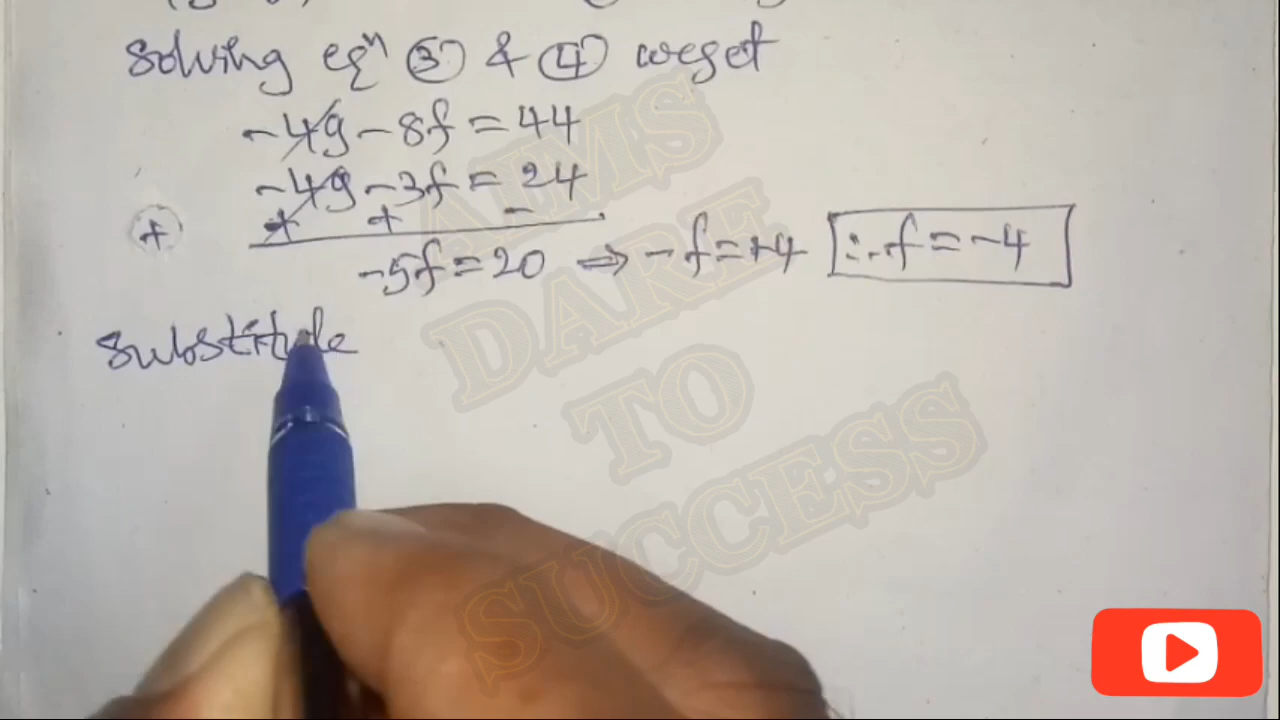 solving eqⁿ ③ & ④ we get
-4g - 8f = 44
-4g - 3f = 24
+ + -
(+)
-5f = 20 ⇒ -f = +4 ∴ f = -4
substitute
AIMS
DARE
TO
SUCCESS